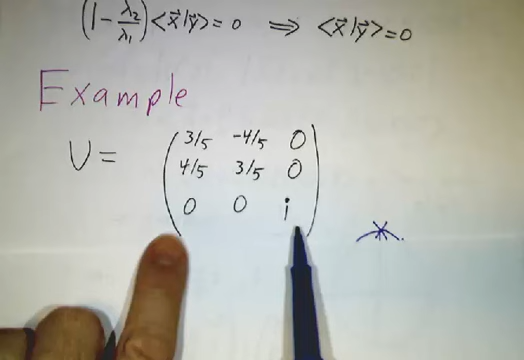 (1 - λ₂/λ₁) <x⃗|y⃗> = 0 ⟹ <x⃗|y⃗> = 0
Example
U = ( 3/5 -4/5 0
4/5 3/5 0
0 0 i )